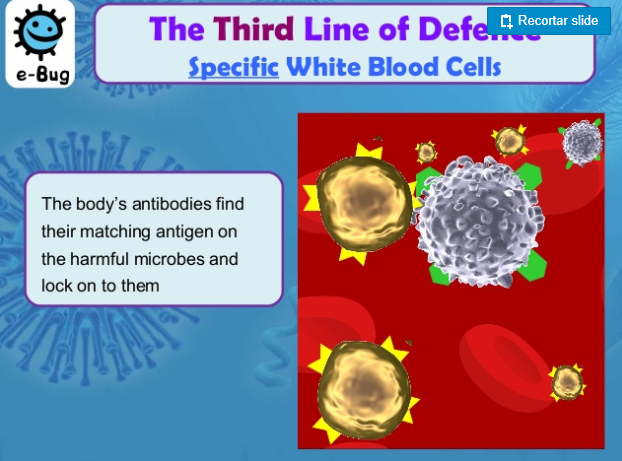 Recortar slide
The Third Line of Defence
Specific White Blood Cells
e-Bug
The body’s antibodies find
their matching antigen on
the harmful microbes and
lock on to them